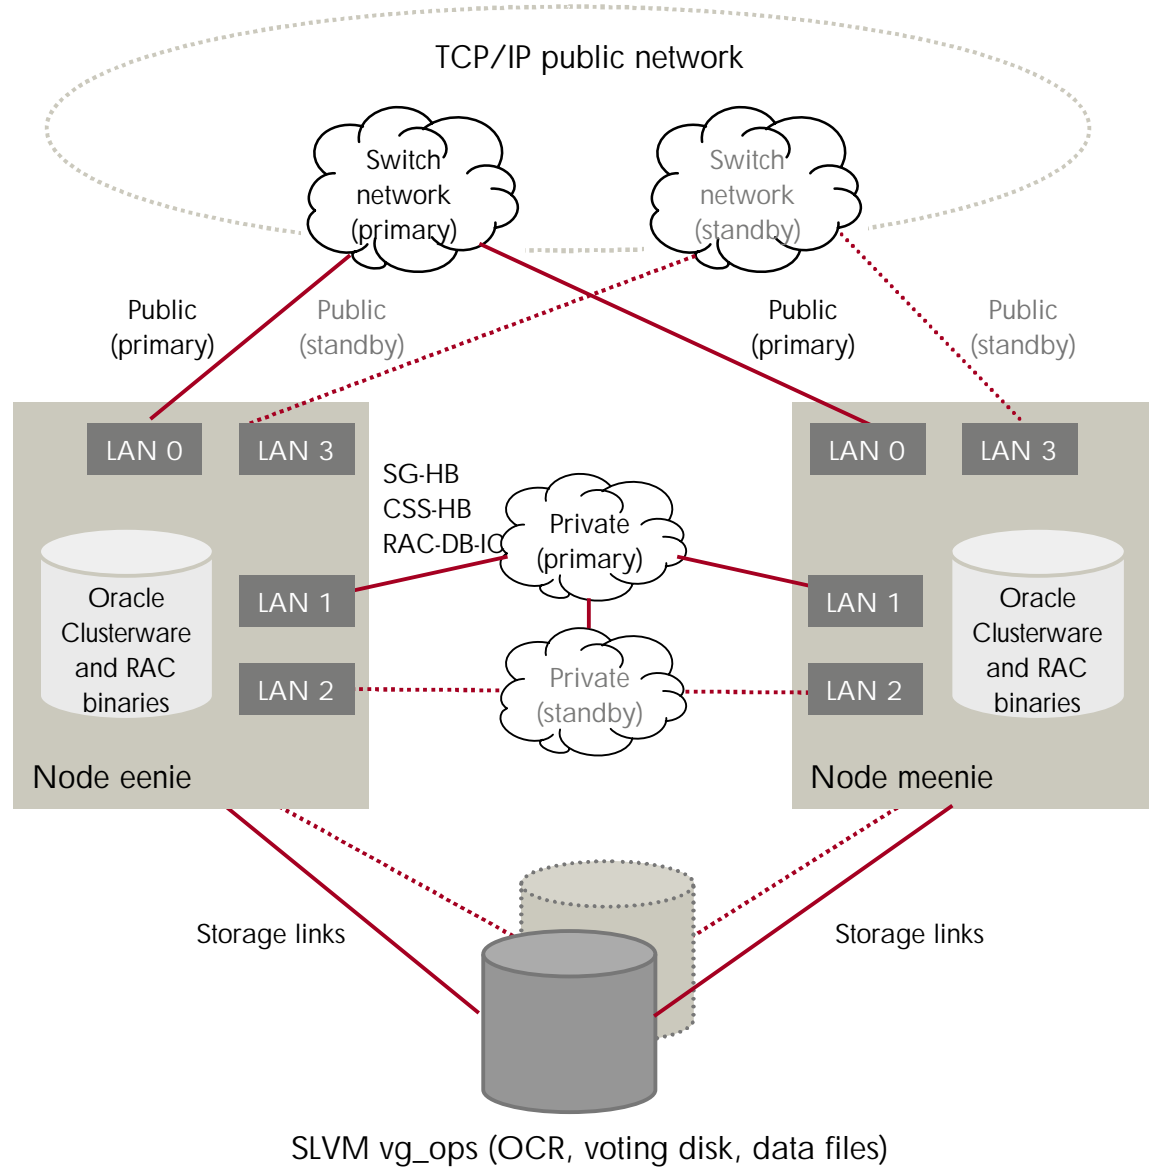 TCP/IP public network
Switch
network
(primary)
Switch
network
(standby)
Public
(primary)
Public
(standby)
Public
(primary)
Public
(standby)
LAN 0
LAN 3
LAN 0
LAN 3
SG-HB
CSS-HB
RAC-DB-IC
Private
(primary)
Oracle
Clusterware
and RAC
binaries
LAN 1
LAN 1
Oracle
Clusterware
and RAC
binaries
LAN 2
Private
(standby)
LAN 2
Node eenie
Node meenie
Storage links
Storage links
SLVM vg_ops (OCR, voting disk, data files)